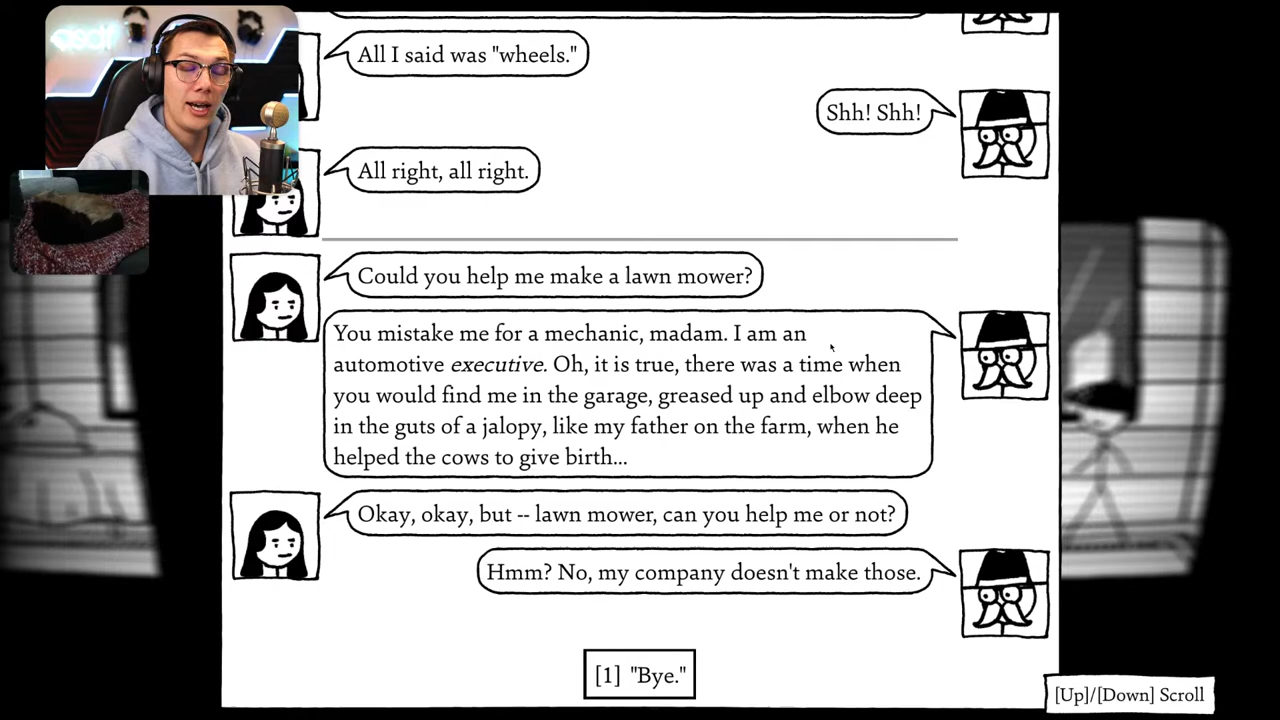 asdf
All I said was "wheels."
Shh! Shh!
All right, all right.
Could you help me make a lawn mower?
You mistake me for a mechanic, madam. I am an
automotive executive. Oh, it is true, there was a time when
you would find me in the garage, greased up and elbow deep
in the guts of a jalopy, like my father on the farm, when he
helped the cows to give birth...
Okay, okay, but -- lawn mower, can you help me or not?
Hmm? No, my company doesn't make those.
[1] "Bye."
[Up]/[Down] Scroll